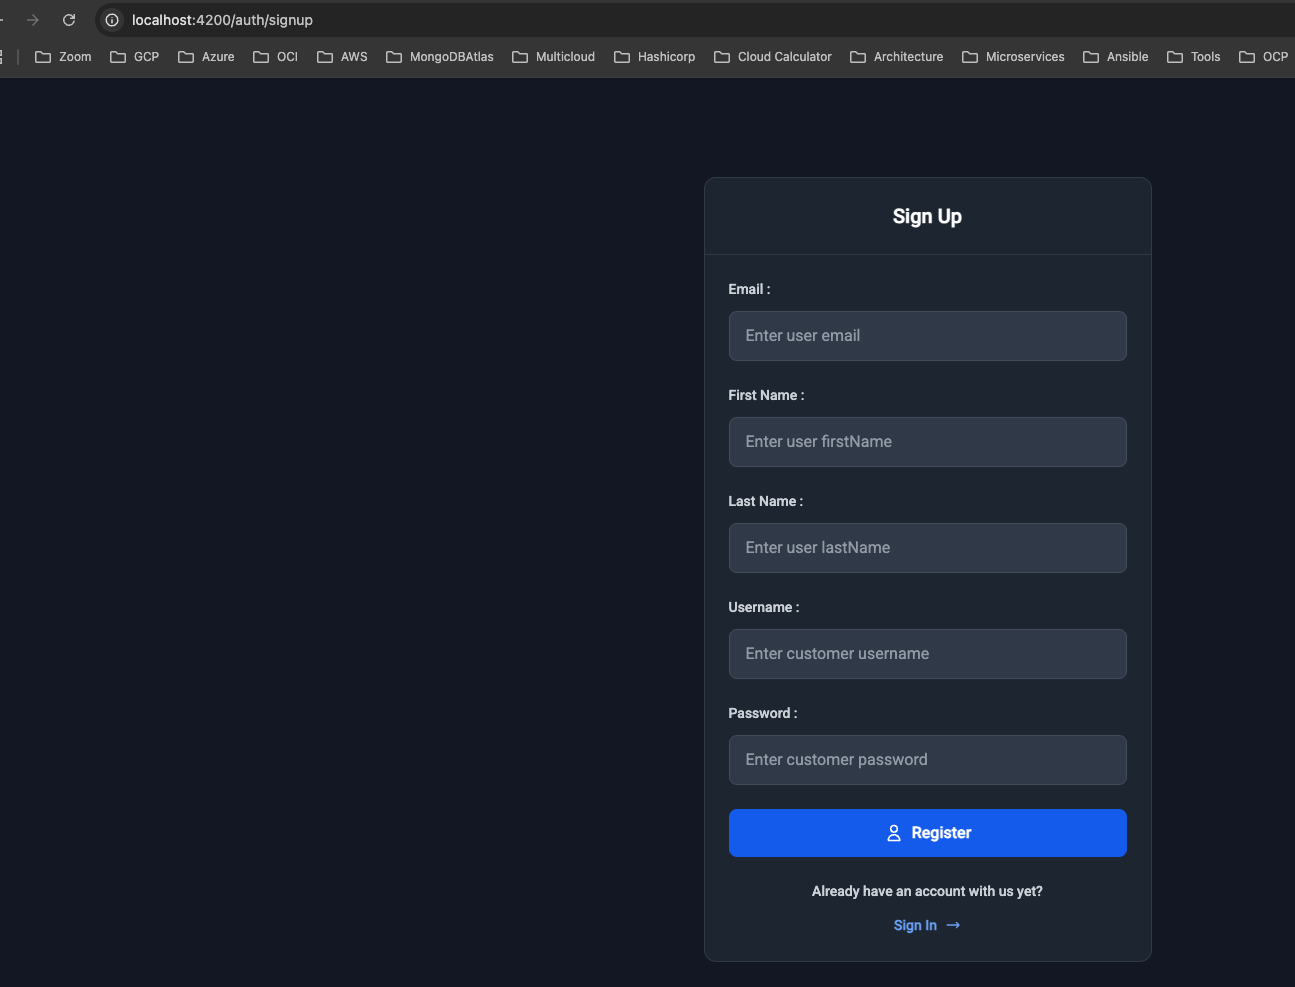 localhost:4200/auth/signup
Zoom GCP Azure OCI AWS MongoDBAtlas Multicloud Hashicorp Cloud Calculator Architecture Microservices Ansible Tools OCP
Sign Up
Email :
Enter user email
First Name :
Enter user firstName
Last Name :
Enter user lastName
Username :
Enter customer username
Password :
Enter customer password
Register
Already have an account with us yet?
Sign In →